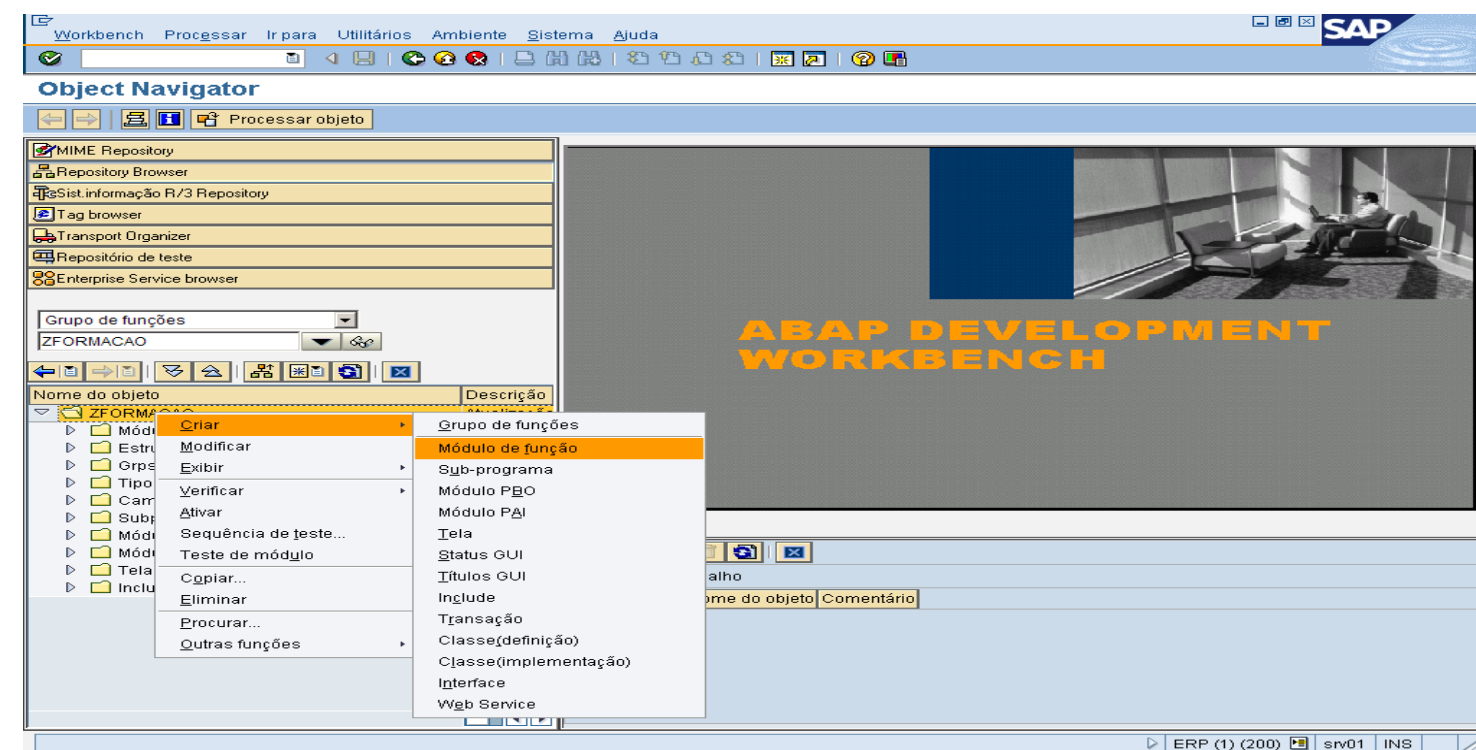 Workbench Processar Ir para Utilitários Ambiente Sistema Ajuda
SAP
Object Navigator
Processar objeto
MIME Repository
Repository Browser
Sist.informação R/3 Repository
Tag browser
Transport Organizer
Repositório de teste
Enterprise Service browser
Grupo de funções
ZFORMACAO
ABAP DEVELOPMENT
WORKBENCH
Nome do objeto Descrição
Criar
Modificar
Exibir
Verificar
Ativar
Sequência de teste...
Teste de módulo
Copiar...
Eliminar
Procurar...
Outras funções
Grupo de funções
Módulo de função
Sub-programa
Módulo PBO
Módulo PAI
Tela
Status GUI
Títulos GUI
Include
Transação
Classe(definição)
Classe(implementação)
Interface
Web Service
Tipo
Tela
do objeto Comentário
ERP (1) (200) srv01 INS